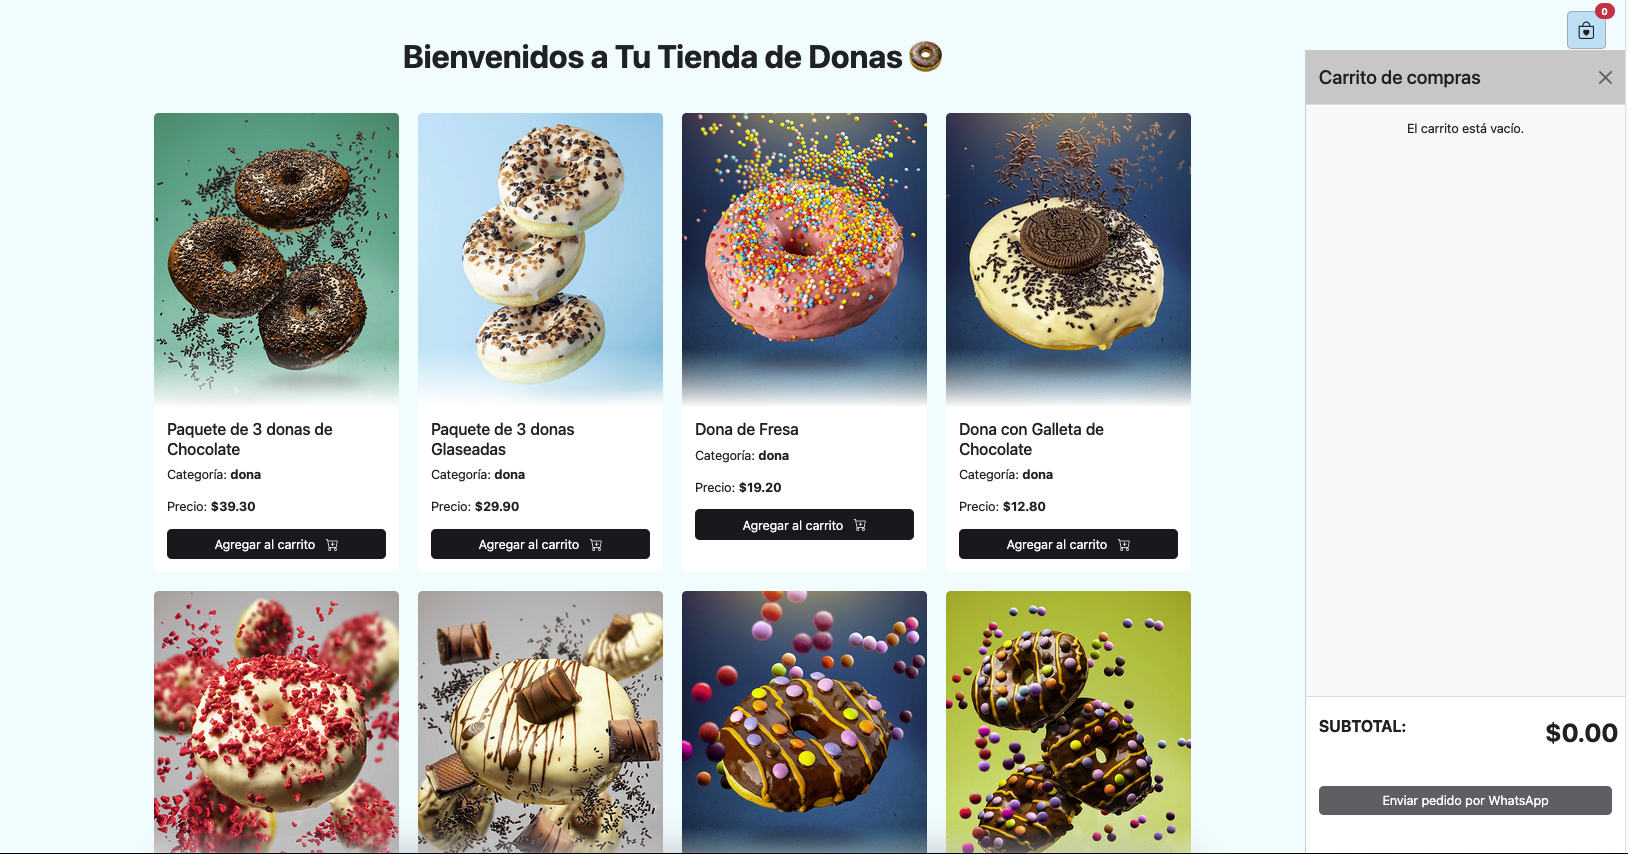 0
Bienvenidos a Tu Tienda de Donas
Carrito de compras
El carrito está vacío.
Paquete de 3 donas de
Chocolate
Categoría: dona
Precio: $39.30
Agregar al carrito
Paquete de 3 donas
Glaseadas
Categoría: dona
Precio: $29.90
Agregar al carrito
Dona de Fresa
Categoría: dona
Precio: $19.20
Agregar al carrito
Dona con Galleta de
Chocolate
Categoría: dona
Precio: $12.80
Agregar al carrito
SUBTOTAL:
$0.00
Enviar pedido por WhatsApp